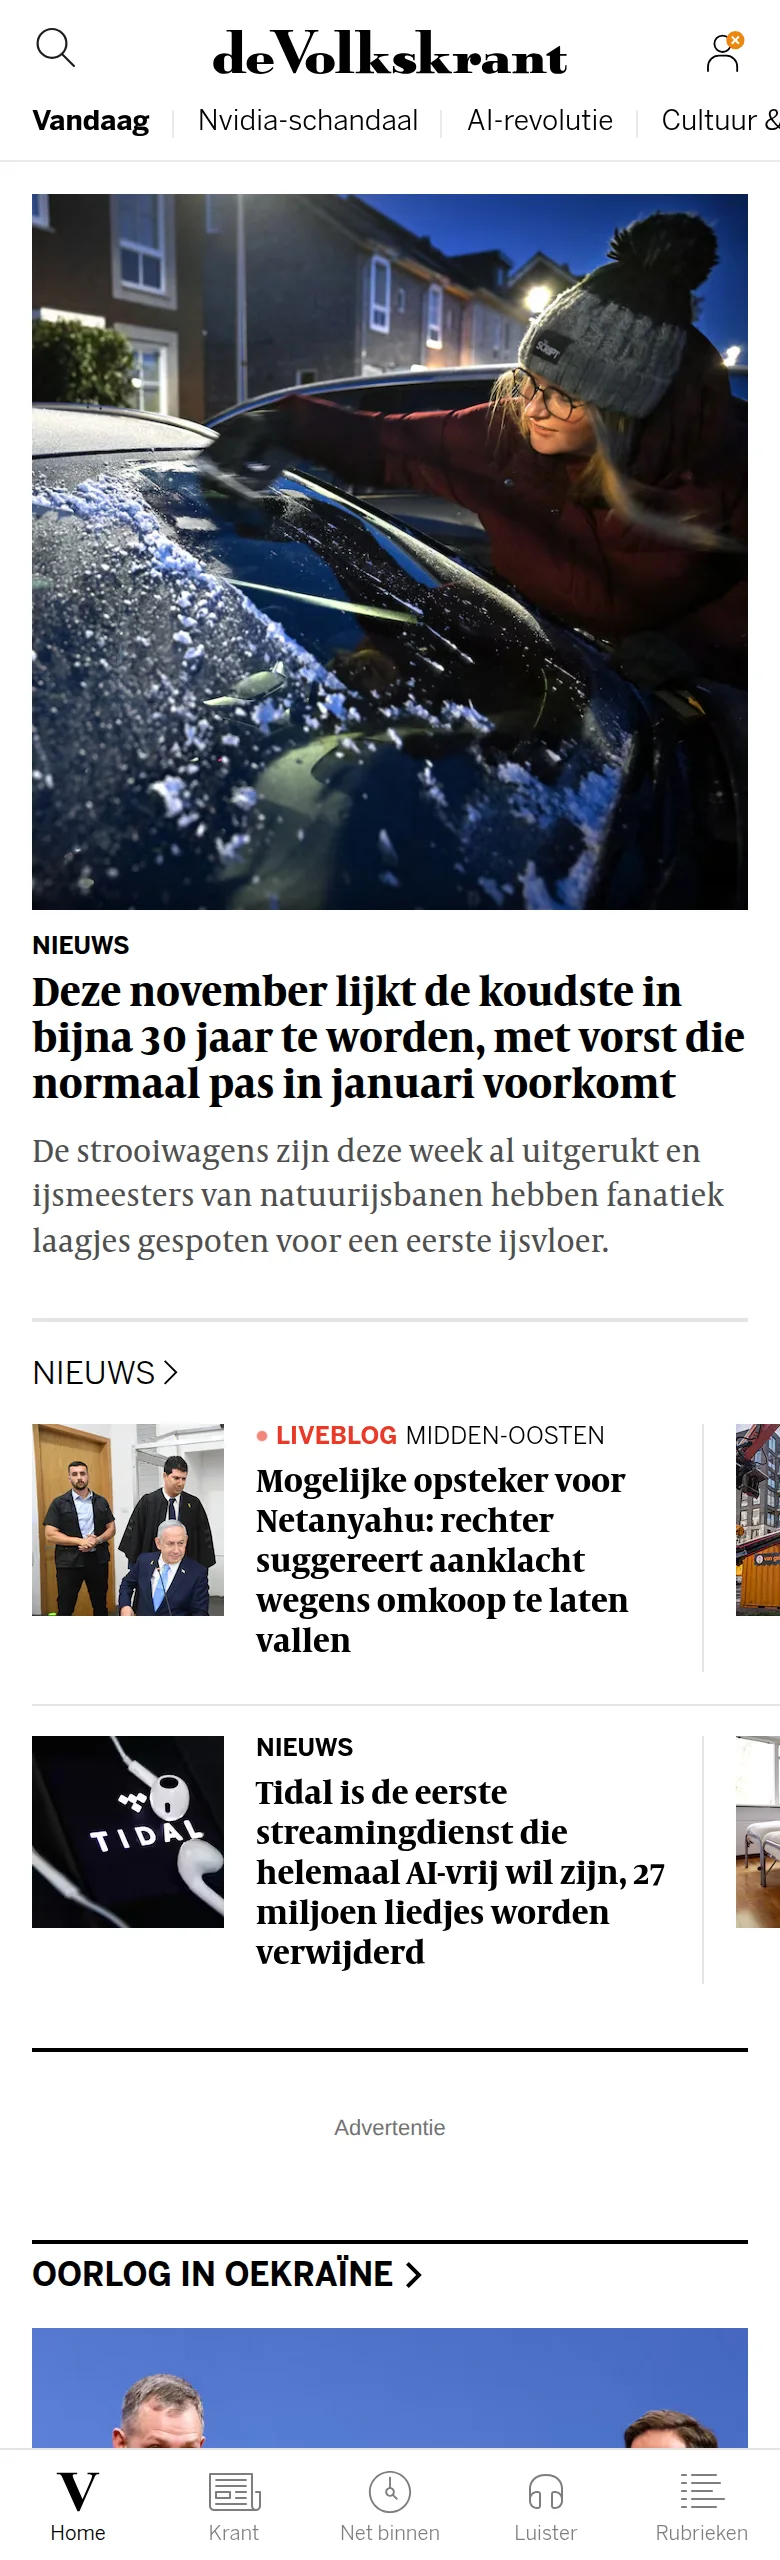 deVolkskrant
Vandaag
Nvidia-schandaal
AI-revolutie
Cultuur &
NIEUWS
Deze november lijkt de koudste in
bijna 30 jaar te worden, met vorst die
normaal pas in januari voorkomt
De strooiwagens zijn deze week al uitgerukt en
ijsmeesters van natuurijsbanen hebben fanatiek
laagjes gespoten voor een eerste ijsvloer.
NIEUWS
LIVEBLOG MIDDEN-OOSTEN
Mogelijke opsteker voor
Netanyahu: rechter
suggereert aanklacht
wegens omkoop te laten
vallen
TIDAL
NIEUWS
Tidal is de eerste
streamingdienst die
helemaal AI-vrij wil zijn, 27
miljoen liedjes worden
verwijderd
Advertentie
OORLOG IN OEKRAÏNE
V
Home
Krant
Net binnen
Luister
Rubrieken